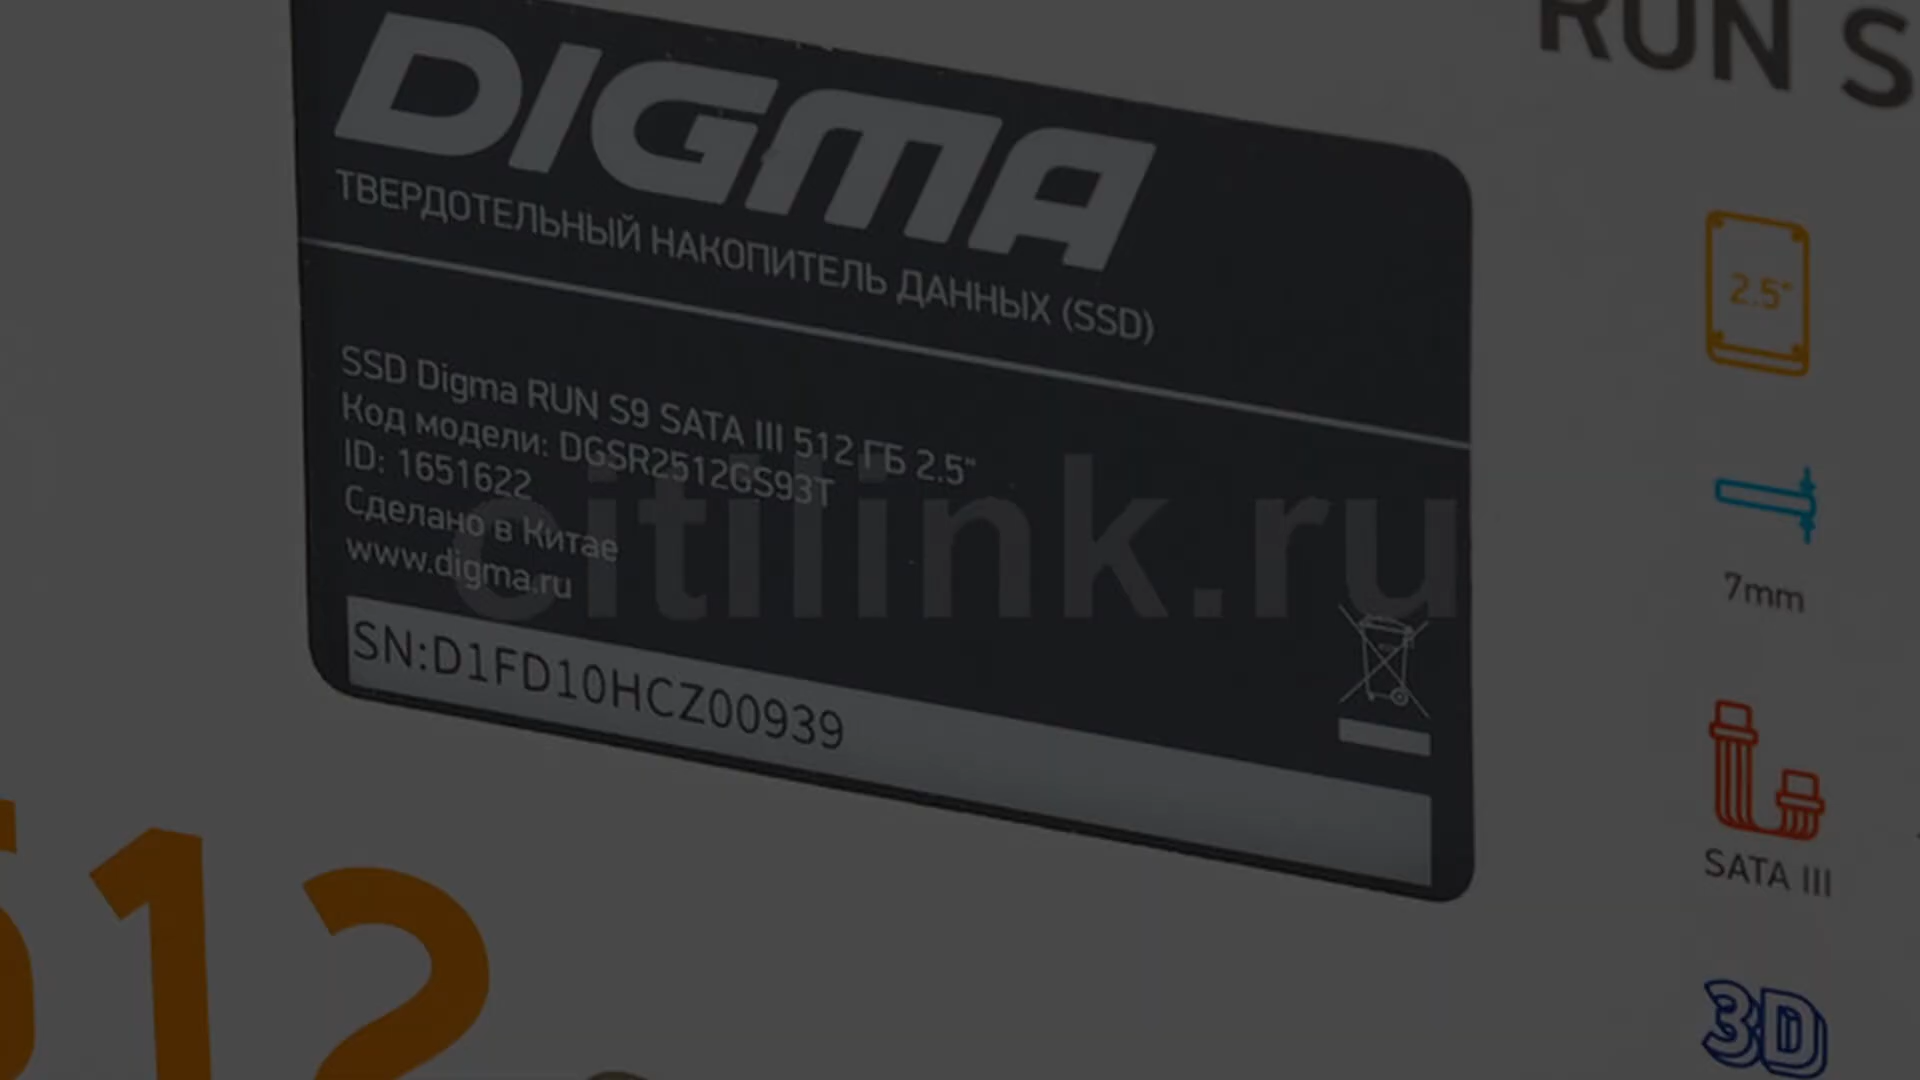 RUN S
DIGMA
ТВЕРДОТЕЛЬНЫЙ НАКОПИТЕЛЬ ДАННЫХ (SSD)
SSD Digma RUN S9 SATA III 512 ГБ 2.5"
Код модели: DGSR2512GS93T
ID: 1651622
Сделано в Китае
www.digma.ru
SN:D1FD10HCZ00939
citilink.ru
2.5"
7mm
SATA III
3D
512